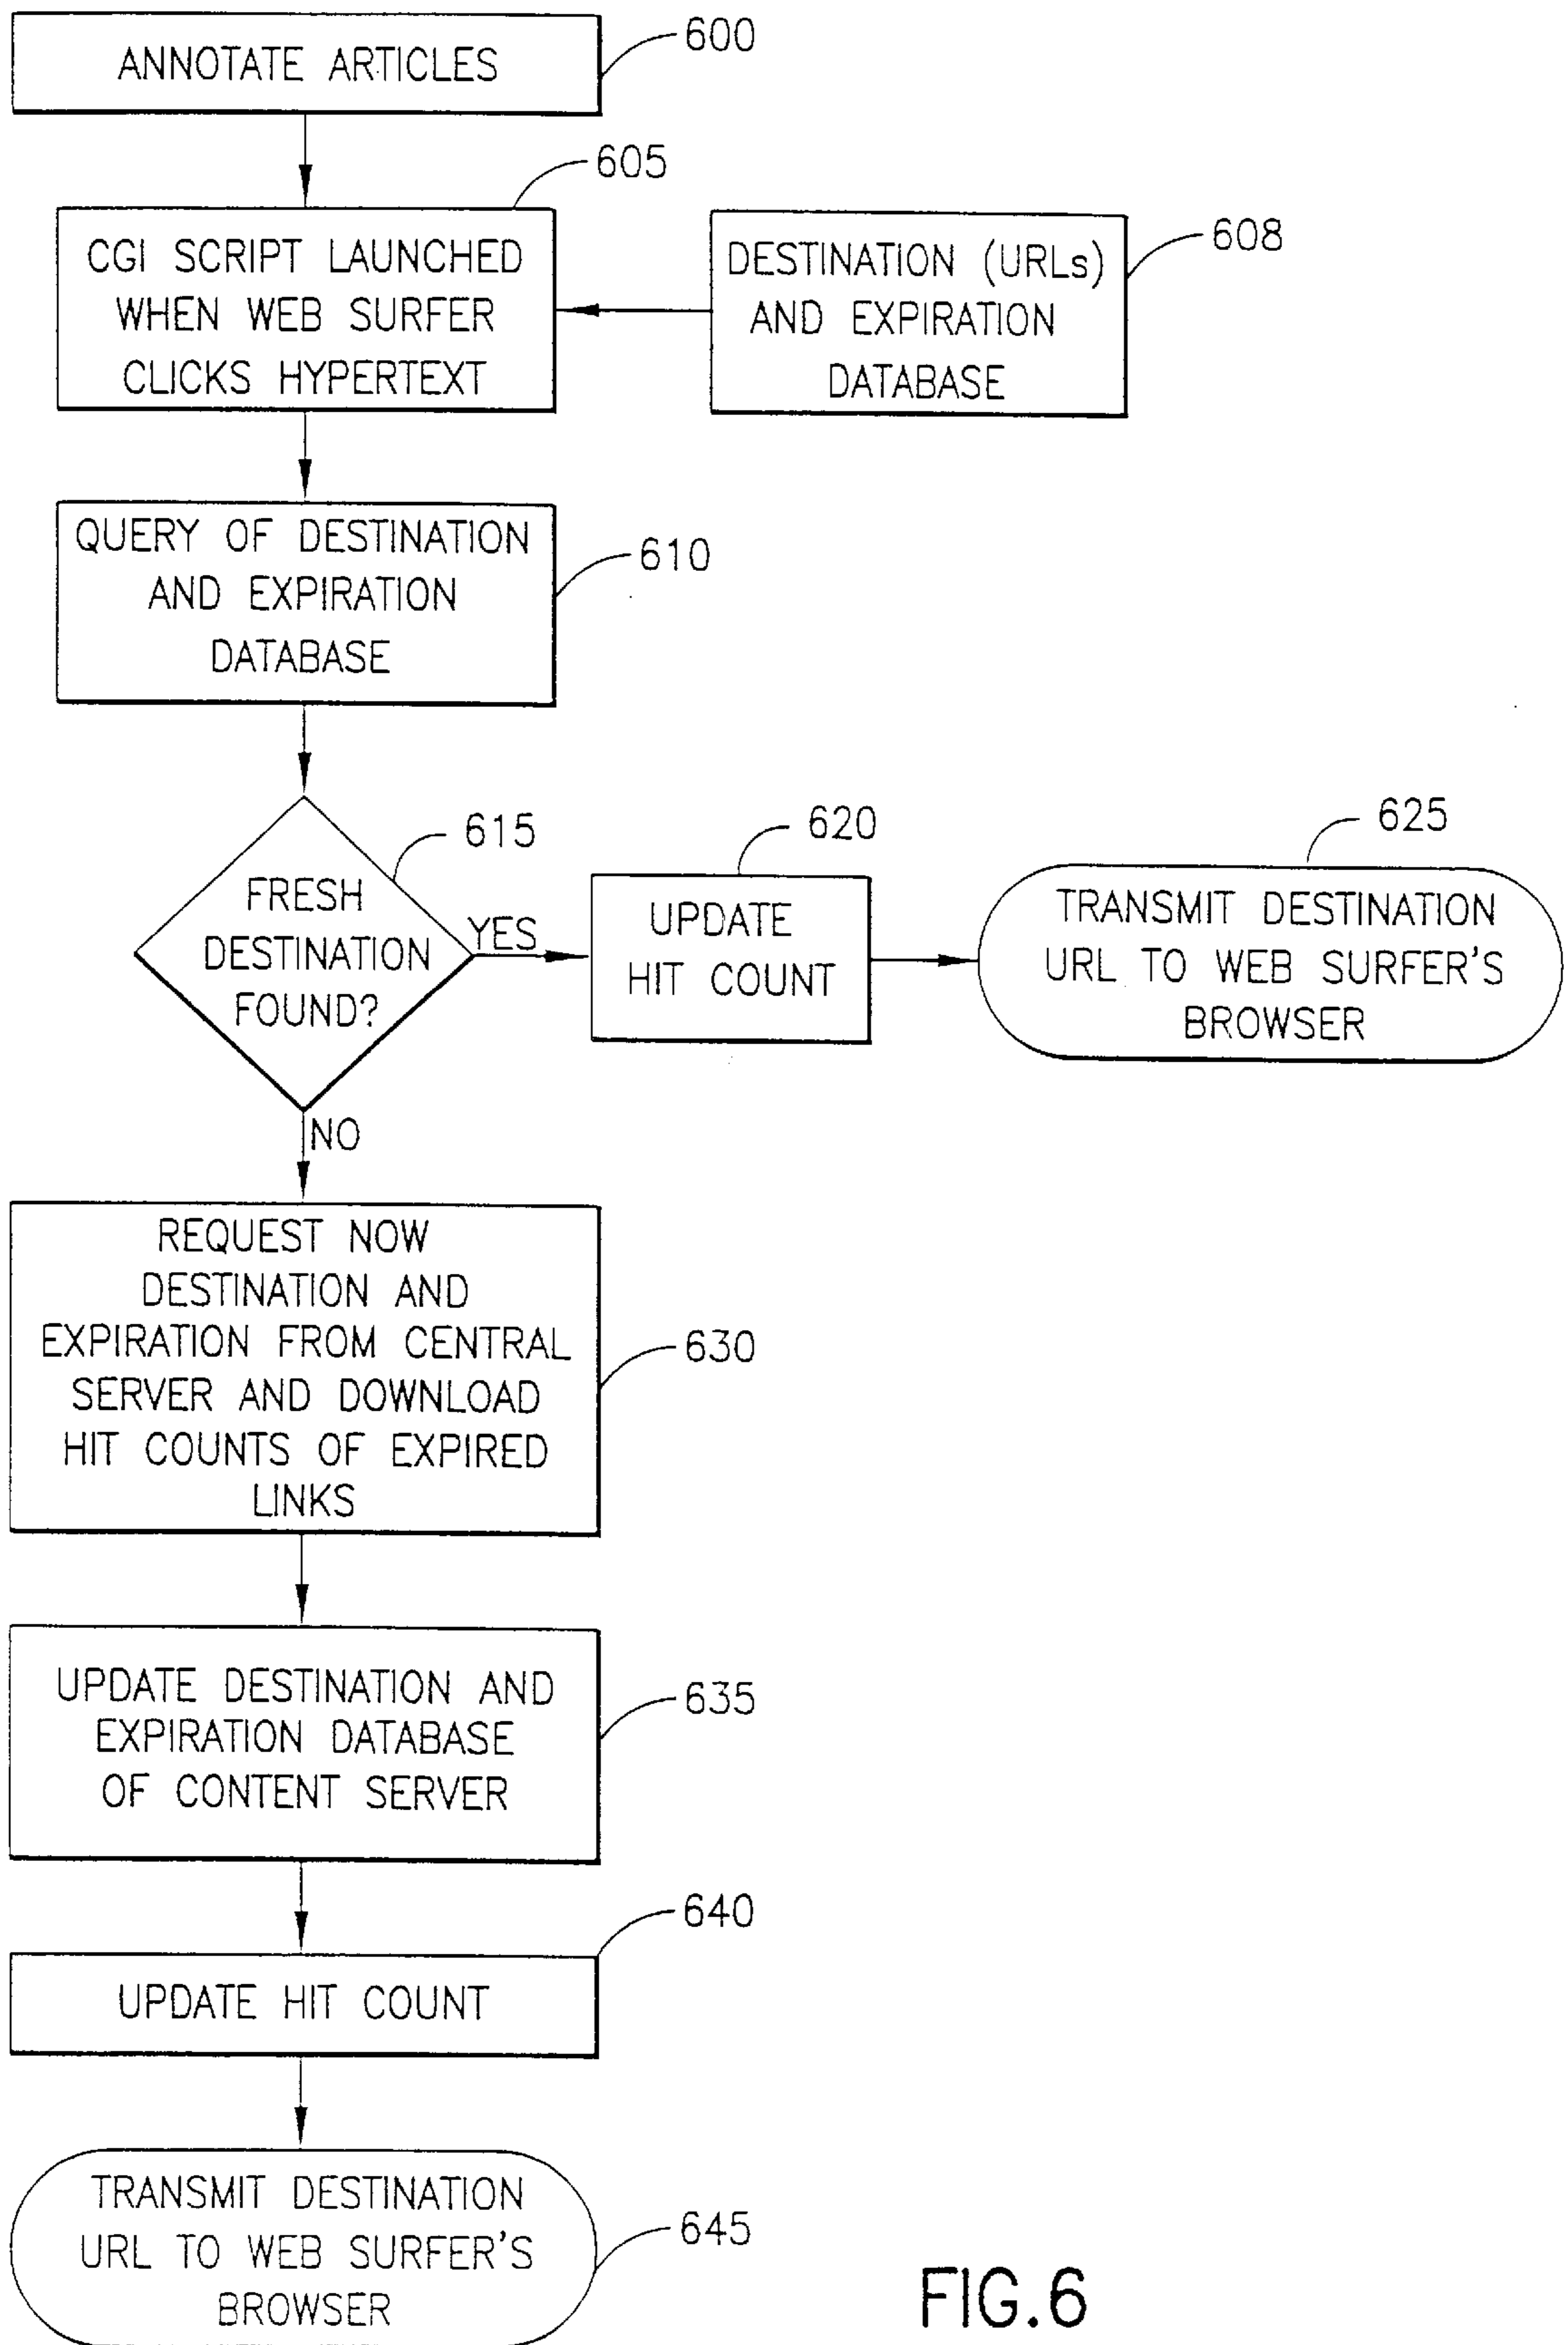 ANNOTATE ARTICLES
600
605
CGI SCRIPT LAUNCHED
WHEN WEB SURFER
CLICKS HYPERTEXT
DESTINATION (URLs)
AND EXPIRATION
DATABASE
608
QUERY OF DESTINATION
AND EXPIRATION
DATABASE
610
FRESH
DESTINATION
FOUND?
615
YES
620
UPDATE
HIT COUNT
625
TRANSMIT DESTINATION
URL TO WEB SURFER'S
BROWSER
NO
REQUEST NOW
DESTINATION AND
EXPIRATION FROM CENTRAL
SERVER AND DOWNLOAD
HIT COUNTS OF EXPIRED
LINKS
630
UPDATE DESTINATION AND
EXPIRATION DATABASE
OF CONTENT SERVER
635
640
UPDATE HIT COUNT
TRANSMIT DESTINATION
URL TO WEB SURFER'S
BROWSER
645
FIG.6